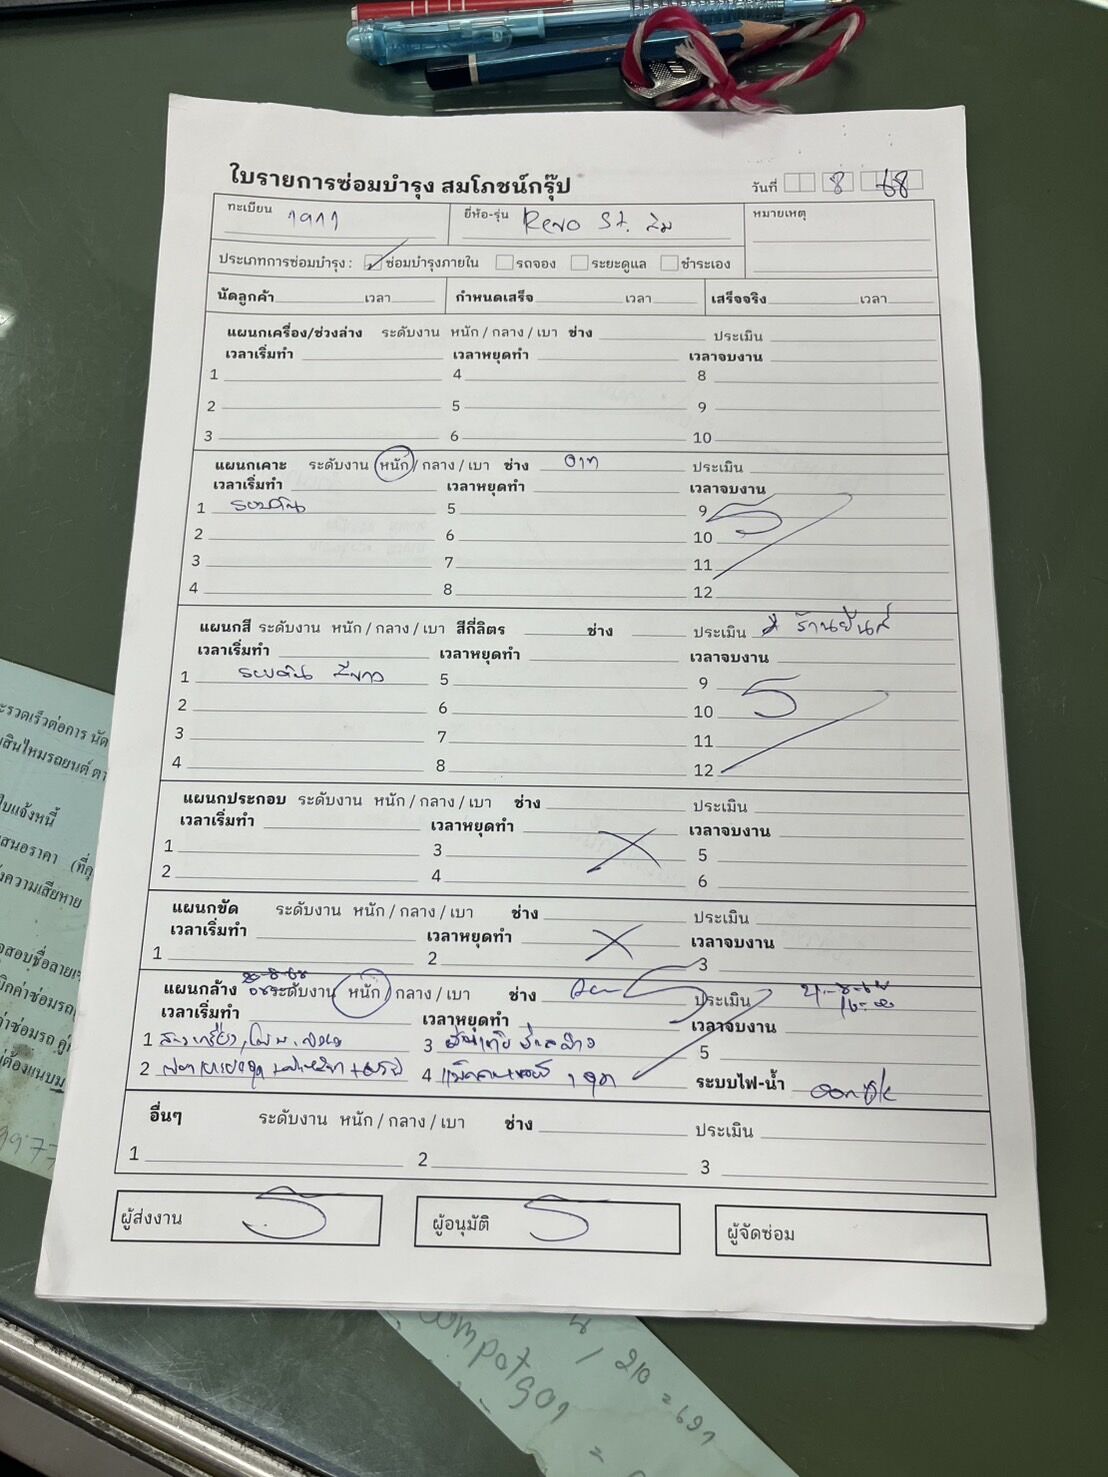 ใบรายการซ่อมบำรุง สมโภชน์กรุ๊ป
วันที่ 8 68
ทะเบียน ยี่ห้อ-รุ่น Revo St. ส้ม หมายเหตุ
ประเภทการซ่อมบำรุง : ซ่อมบำรุงภายใน รถจอง ระยะดูแล ชำระเอง
นัดลูกค้า เวลา กำหนดเสร็จ เวลา เสร็จจริง เวลา
แผนกเครื่อง/ช่วงล่าง ระดับงาน หนัก / กลาง / เบา ช่าง ประเมิน
เวลาเริ่มทำ เวลาหยุดทำ เวลาจบงาน
1 4 8
2 5 9
3 6 10
แผนกเคาะ ระดับงาน หนัก / กลาง / เบา ช่าง อาท ประเมิน
เวลาเริ่มทำ เวลาหยุดทำ เวลาจบงาน
1 รอบคัน 5 9
2 6 10
3 7 11
4 8 12
แผนกสี ระดับงาน หนัก / กลาง / เบา สีกี่ลิตร ช่าง ประเมิน
เวลาเริ่มทำ เวลาหยุดทำ เวลาจบงาน
1 รอบคัน สีขาว 5 9
2 6 10
3 7 11
4 8 12
แผนกประกอบ ระดับงาน หนัก / กลาง / เบา ช่าง ประเมิน
เวลาเริ่มทำ เวลาหยุดทำ เวลาจบงาน
1 3 5
2 4 6
แผนกขัด ระดับงาน หนัก / กลาง / เบา ช่าง ประเมิน
เวลาเริ่มทำ เวลาหยุดทำ เวลาจบงาน
1 2 3
แผนกล้าง ระดับงาน หนัก / กลาง / เบา ช่าง ประเมิน
เวลาเริ่มทำ เวลาหยุดทำ เวลาจบงาน
1 3 5
2 4 ระบบไฟ-น้ำ
อื่นๆ ระดับงาน หนัก / กลาง / เบา ช่าง ประเมิน
1 2 3
ผู้ส่งงาน ผู้อนุมัติ ผู้จัดซ่อม